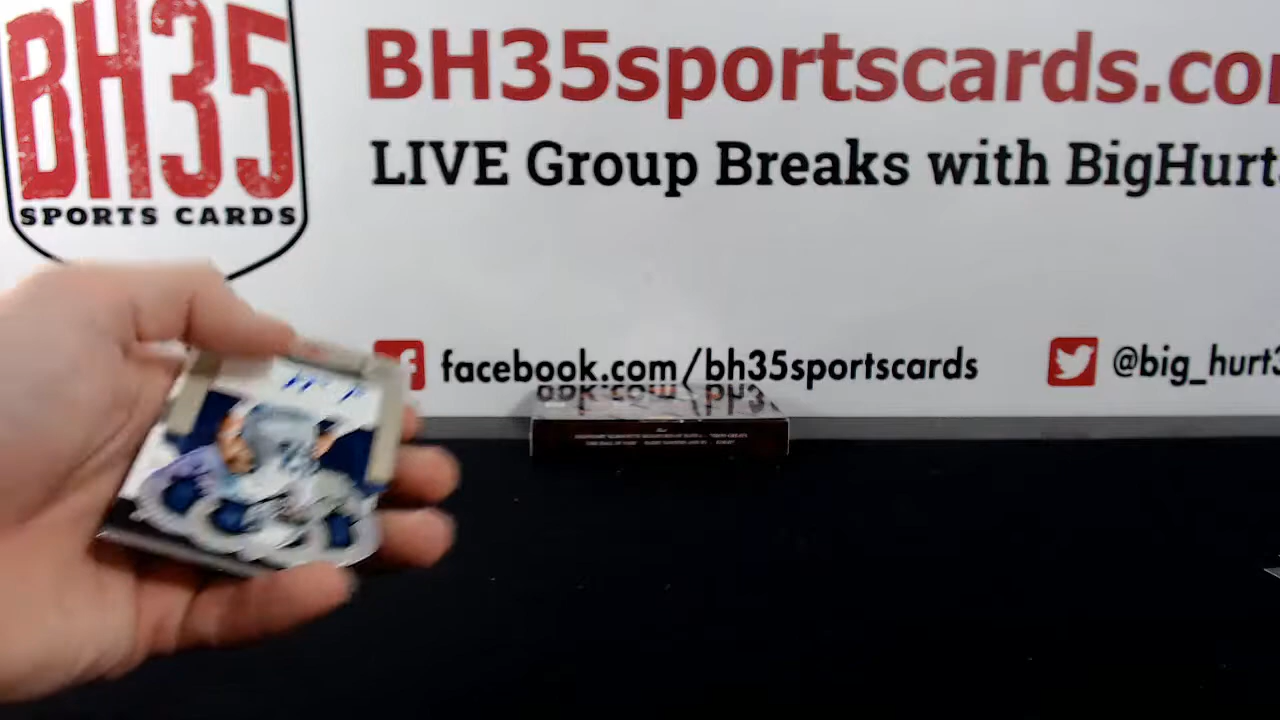 BH35
SPORTS CARDS
BH35sportscards.co
LIVE Group Breaks with BigHurt
facebook.com/bh35sportscards
@big_hurt3